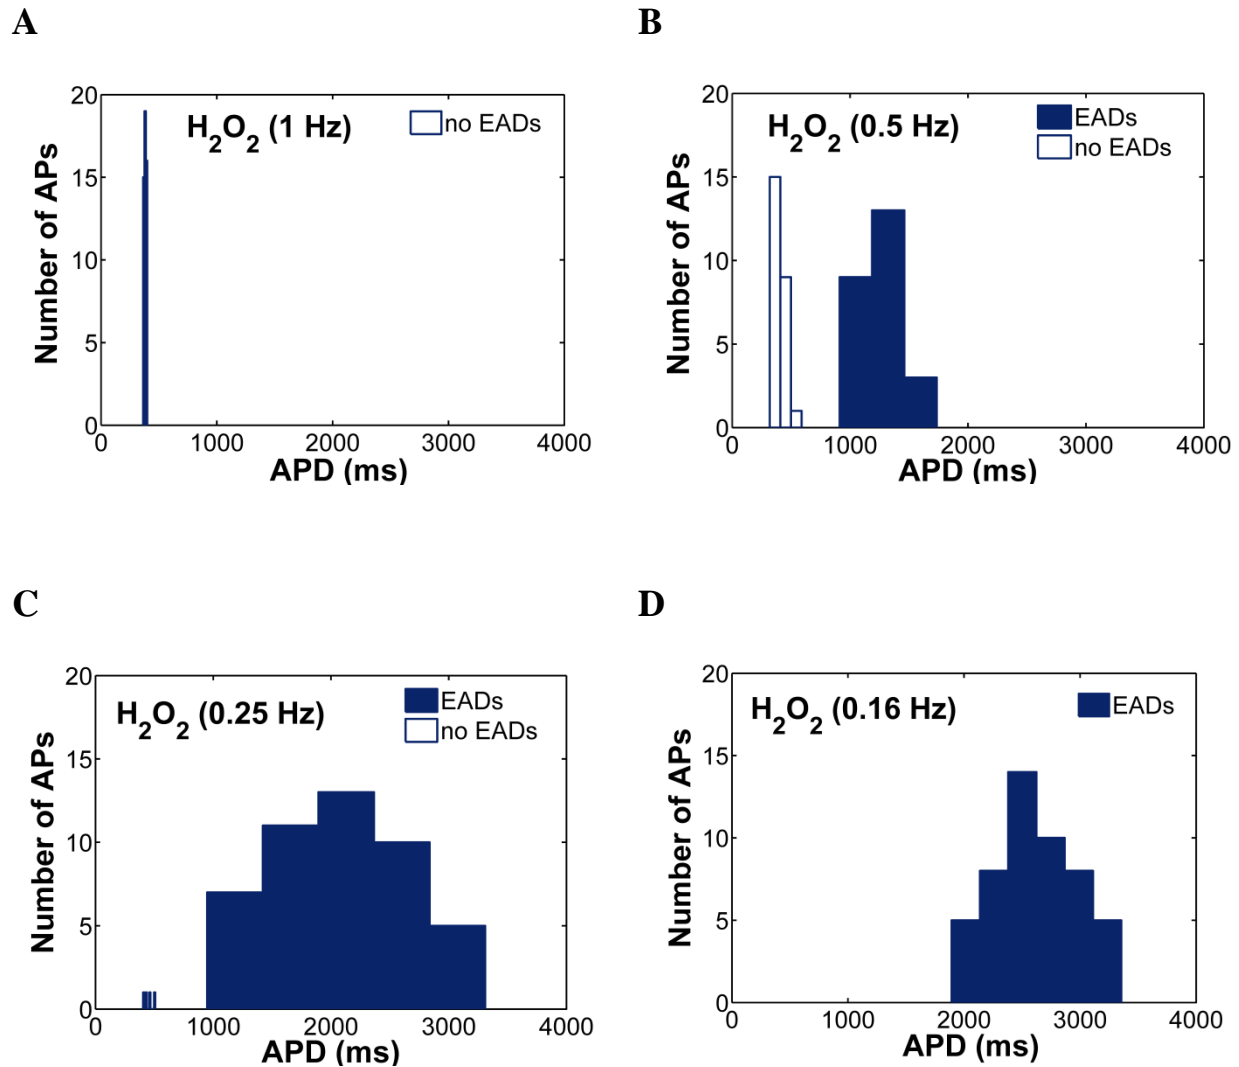 A
H₂O₂ (1 Hz)
no EADs
20
15
10
5
0
Number of APs
0 1000 2000 3000 4000
APD (ms)
B
H₂O₂ (0.5 Hz)
EADs
no EADs
20
15
10
5
0
Number of APs
0 1000 2000 3000 4000
APD (ms)
C
H₂O₂ (0.25 Hz)
EADs
no EADs
20
15
10
5
0
Number of APs
0 1000 2000 3000 4000
APD (ms)
D
H₂O₂ (0.16 Hz)
EADs
20
15
10
5
0
Number of APs
0 1000 2000 3000 4000
APD (ms)